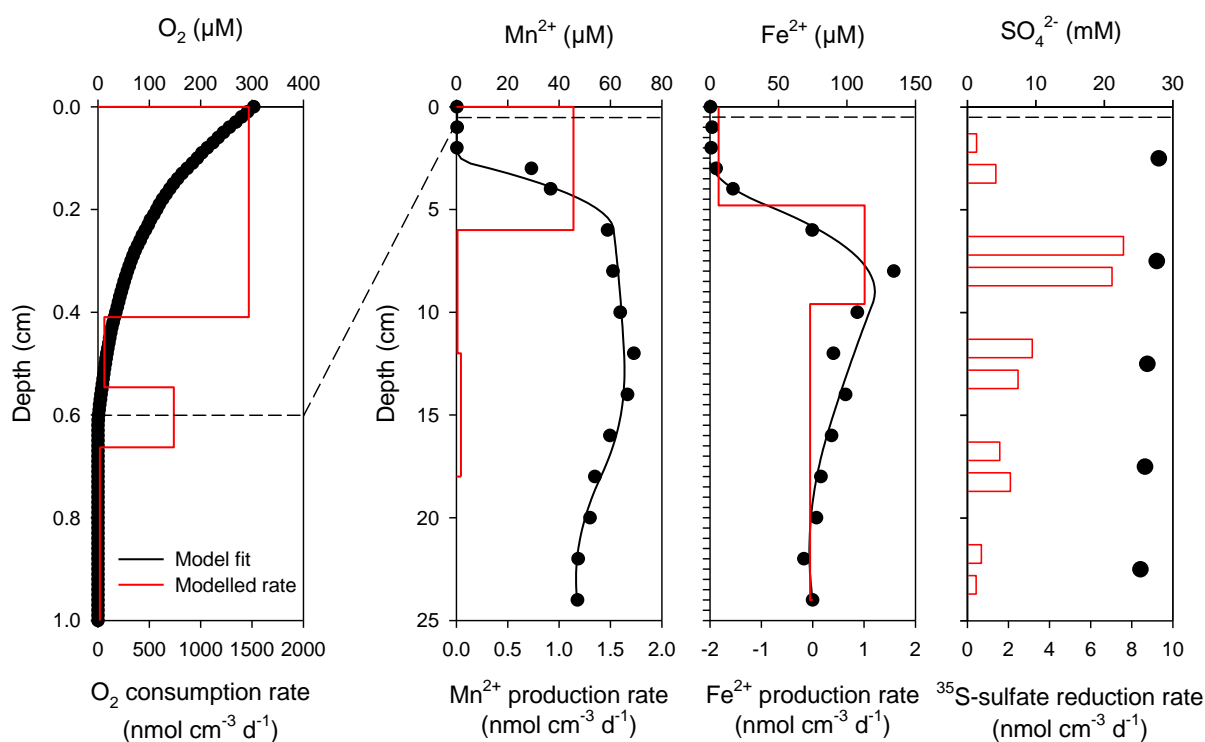 O₂ (µM)
0 100 200 300 400
0.0
0.2
0.4
0.6
0.8
1.0
Depth (cm)
Model fit
Modelled rate
0 500 1000 1500 2000
O₂ consumption rate
(nmol cm⁻³ d⁻¹)
Mn²⁺ (µM)
0 20 40 60 80
0
5
10
15
20
25
Depth (cm)
0.0 0.5 1.0 1.5 2.0
Mn²⁺ production rate
(nmol cm⁻³ d⁻¹)
Fe²⁺ (µM)
0 50 100 150
-2 -1 0 1 2
Fe²⁺ production rate
(nmol cm⁻³ d⁻¹)
SO₄²⁻ (mM)
0 10 20 30
0 2 4 6 8 10
³⁵S-sulfate reduction rate
(nmol cm⁻³ d⁻¹)